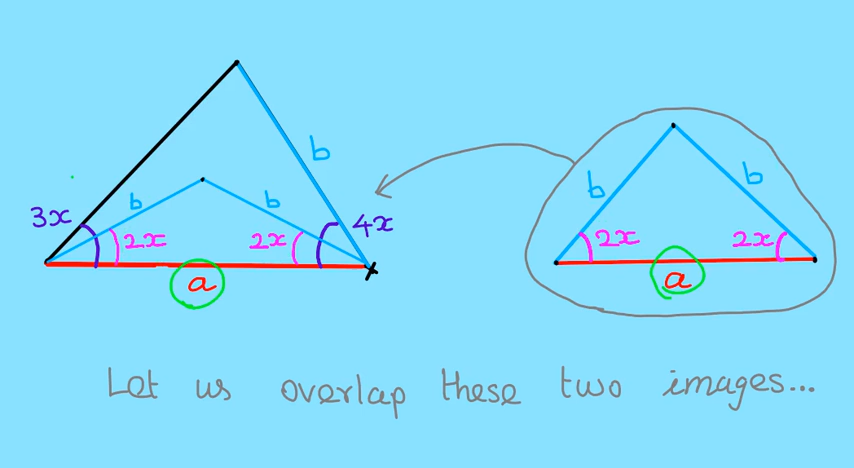 b
b b
3x 2x 2x 4x
a
b b
2x 2x
a
Let us overlap these two images...